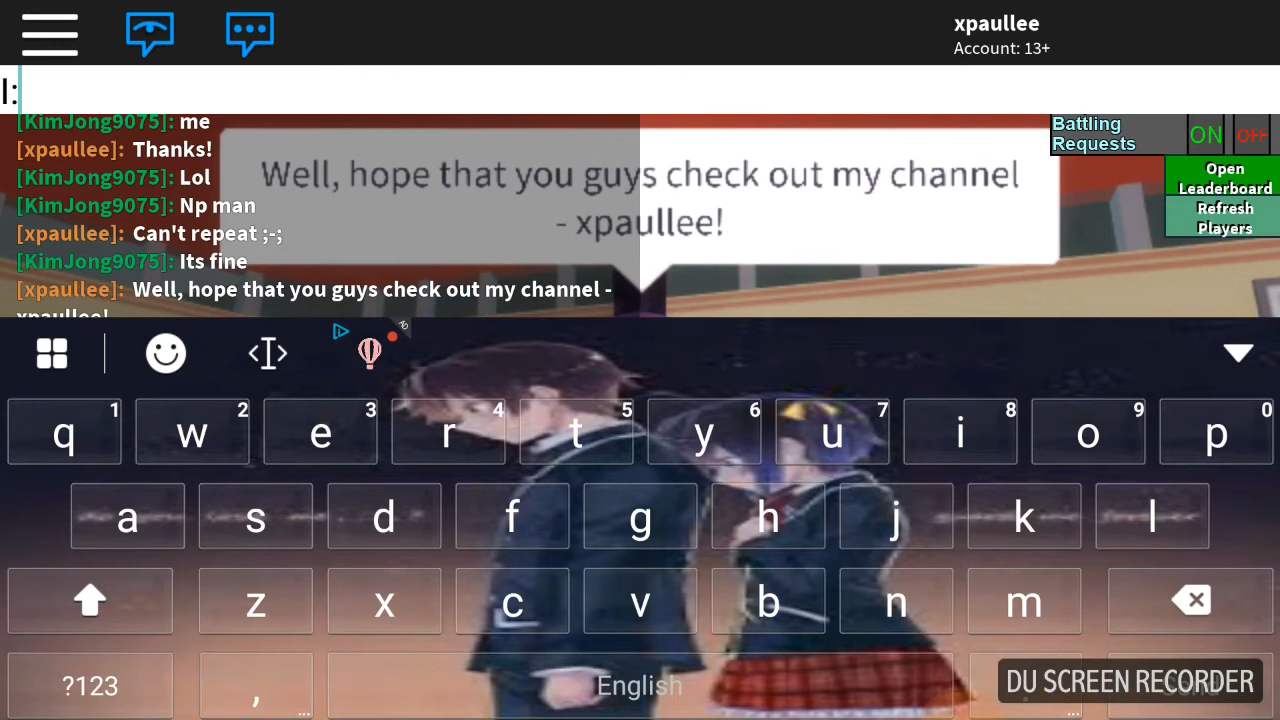 xpaullee
Account: 13+
I:
[KimJong9075]: me
[xpaullee]: Thanks!
[KimJong9075]: Lol
[KimJong9075]: Np man
[xpaullee]: Can't repeat ;-;
[KimJong9075]: Its fine
[xpaullee]: Well, hope that you guys check out my channel -
xpaullee!
Well, hope that you guys check out my channel
- xpaullee!
Battling
Requests
ON OFF
Open
Leaderboard
Refresh
Players
AD
1 2 3 4 5 6 7 8 9 0
q w e r t y u i o p
a s d f g h j k l
z x c v b n m
?123 , English .
DU SCREEN RECORDER